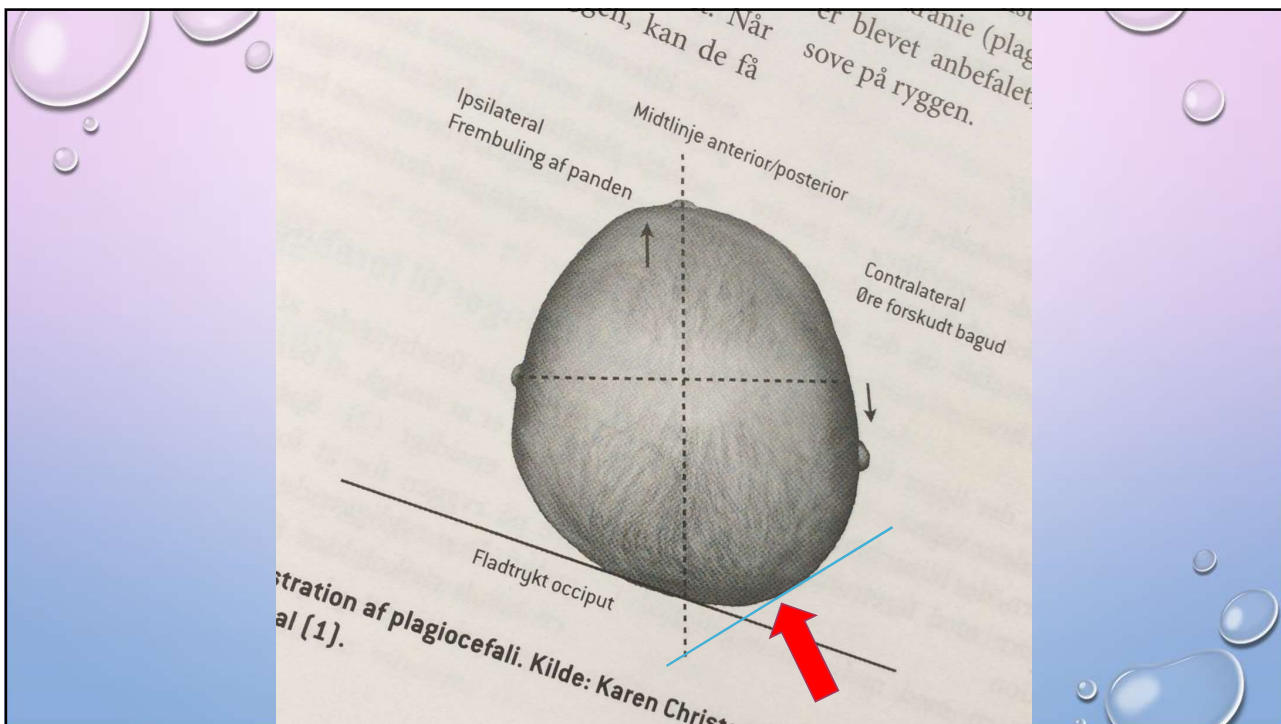 Når
kan de få
(plag
er blevet anbefalet,
sove på ryggen.
Ipsilateral
Frembuling af panden
Midtlinje anterior/posterior
Contralateral
Øre forskudt bagud
Fladtrykt occiput
stration af plagiocefali. Kilde: Karen Christ
al [1].